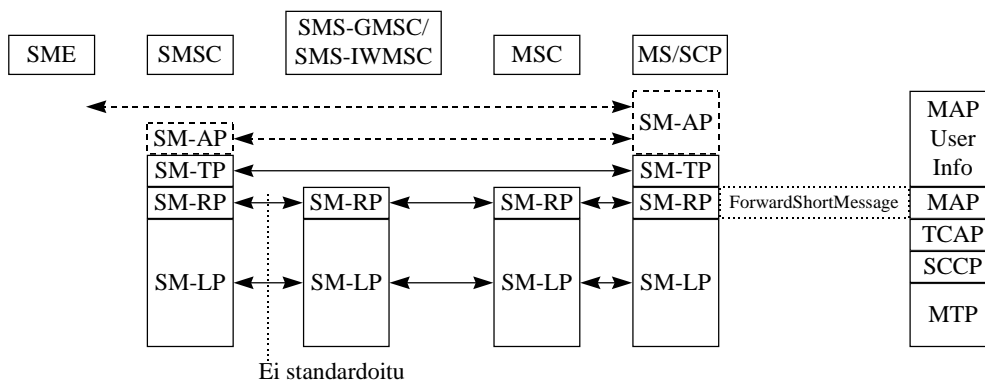 SMS-GMSC/
SME SMSC SMS-IWMSC MSC MS/SCP
SM-AP MAP
SM-AP User
SM-TP SM-TP Info
SM-RP SM-RP SM-RP SM-RP ForwardShortMessage MAP
TCAP
SCCP
SM-LP SM-LP SM-LP SM-LP
MTP
Ei standardoitu